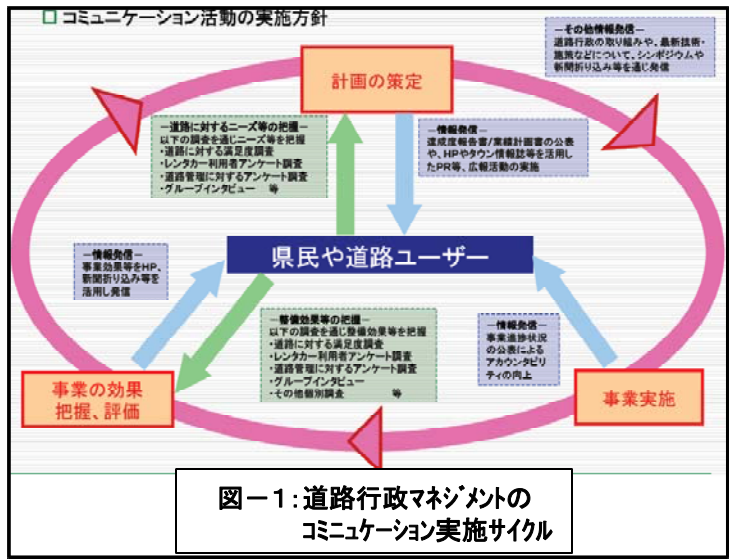 □ コミュニケーション活動の実施方針
－その他情報発信－
道路行政の取り組みや、最新技術・
施策などについて、シンポジウムや
新聞折り込み等を通じ発信
計画の策定
－道路に対するニーズ等の把握－
以下の調査を通じニーズ等を把握
・道路に対する満足度調査
・レンタカー利用者アンケート調査
・道路管理に対するアンケート調査
・グループインタビュー 等
－情報発信－
達成度報告書/業績計画書の公表
や、HPやタウン情報誌等を活用し
たPR等、広報活動の実施
県民や道路ユーザー
－情報発信－
事業効果等をHP、
新聞折り込み等を
活用し発信
－整備効果等の把握－
以下の調査を通じ整備効果等を把握
・道路に対する満足度調査
・レンタカー利用者アンケート調査
・道路管理に対するアンケート調査
・グループインタビュー
・その他個別調査 等
－情報発信－
事業進捗状況
の公表による
アカウンタビリ
ティの向上
事業の効果
把握、評価
事業実施
図－１：道路行政マネジメントの
コミニュケーション実施サイクル